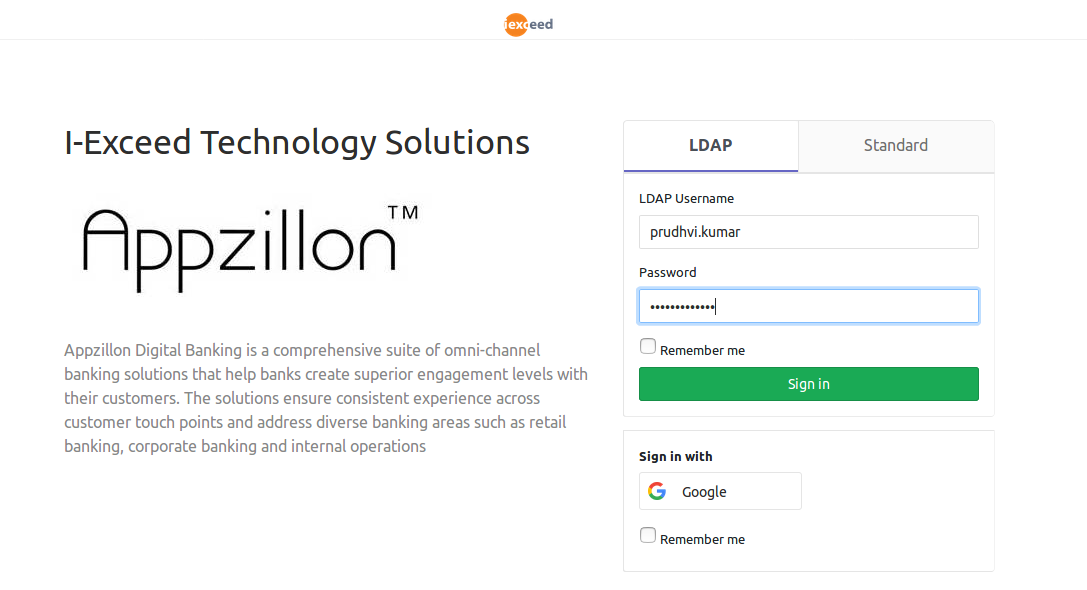 iexceed
I-Exceed Technology Solutions
Appzillon™
Appzillon Digital Banking is a comprehensive suite of omni-channel
banking solutions that help banks create superior engagement levels with
their customers. The solutions ensure consistent experience across
customer touch points and address diverse banking areas such as retail
banking, corporate banking and internal operations
LDAP
Standard
LDAP Username
prudhvi.kumar
Password
•••••••••••••
Remember me
Sign in
Sign in with
Google
Remember me